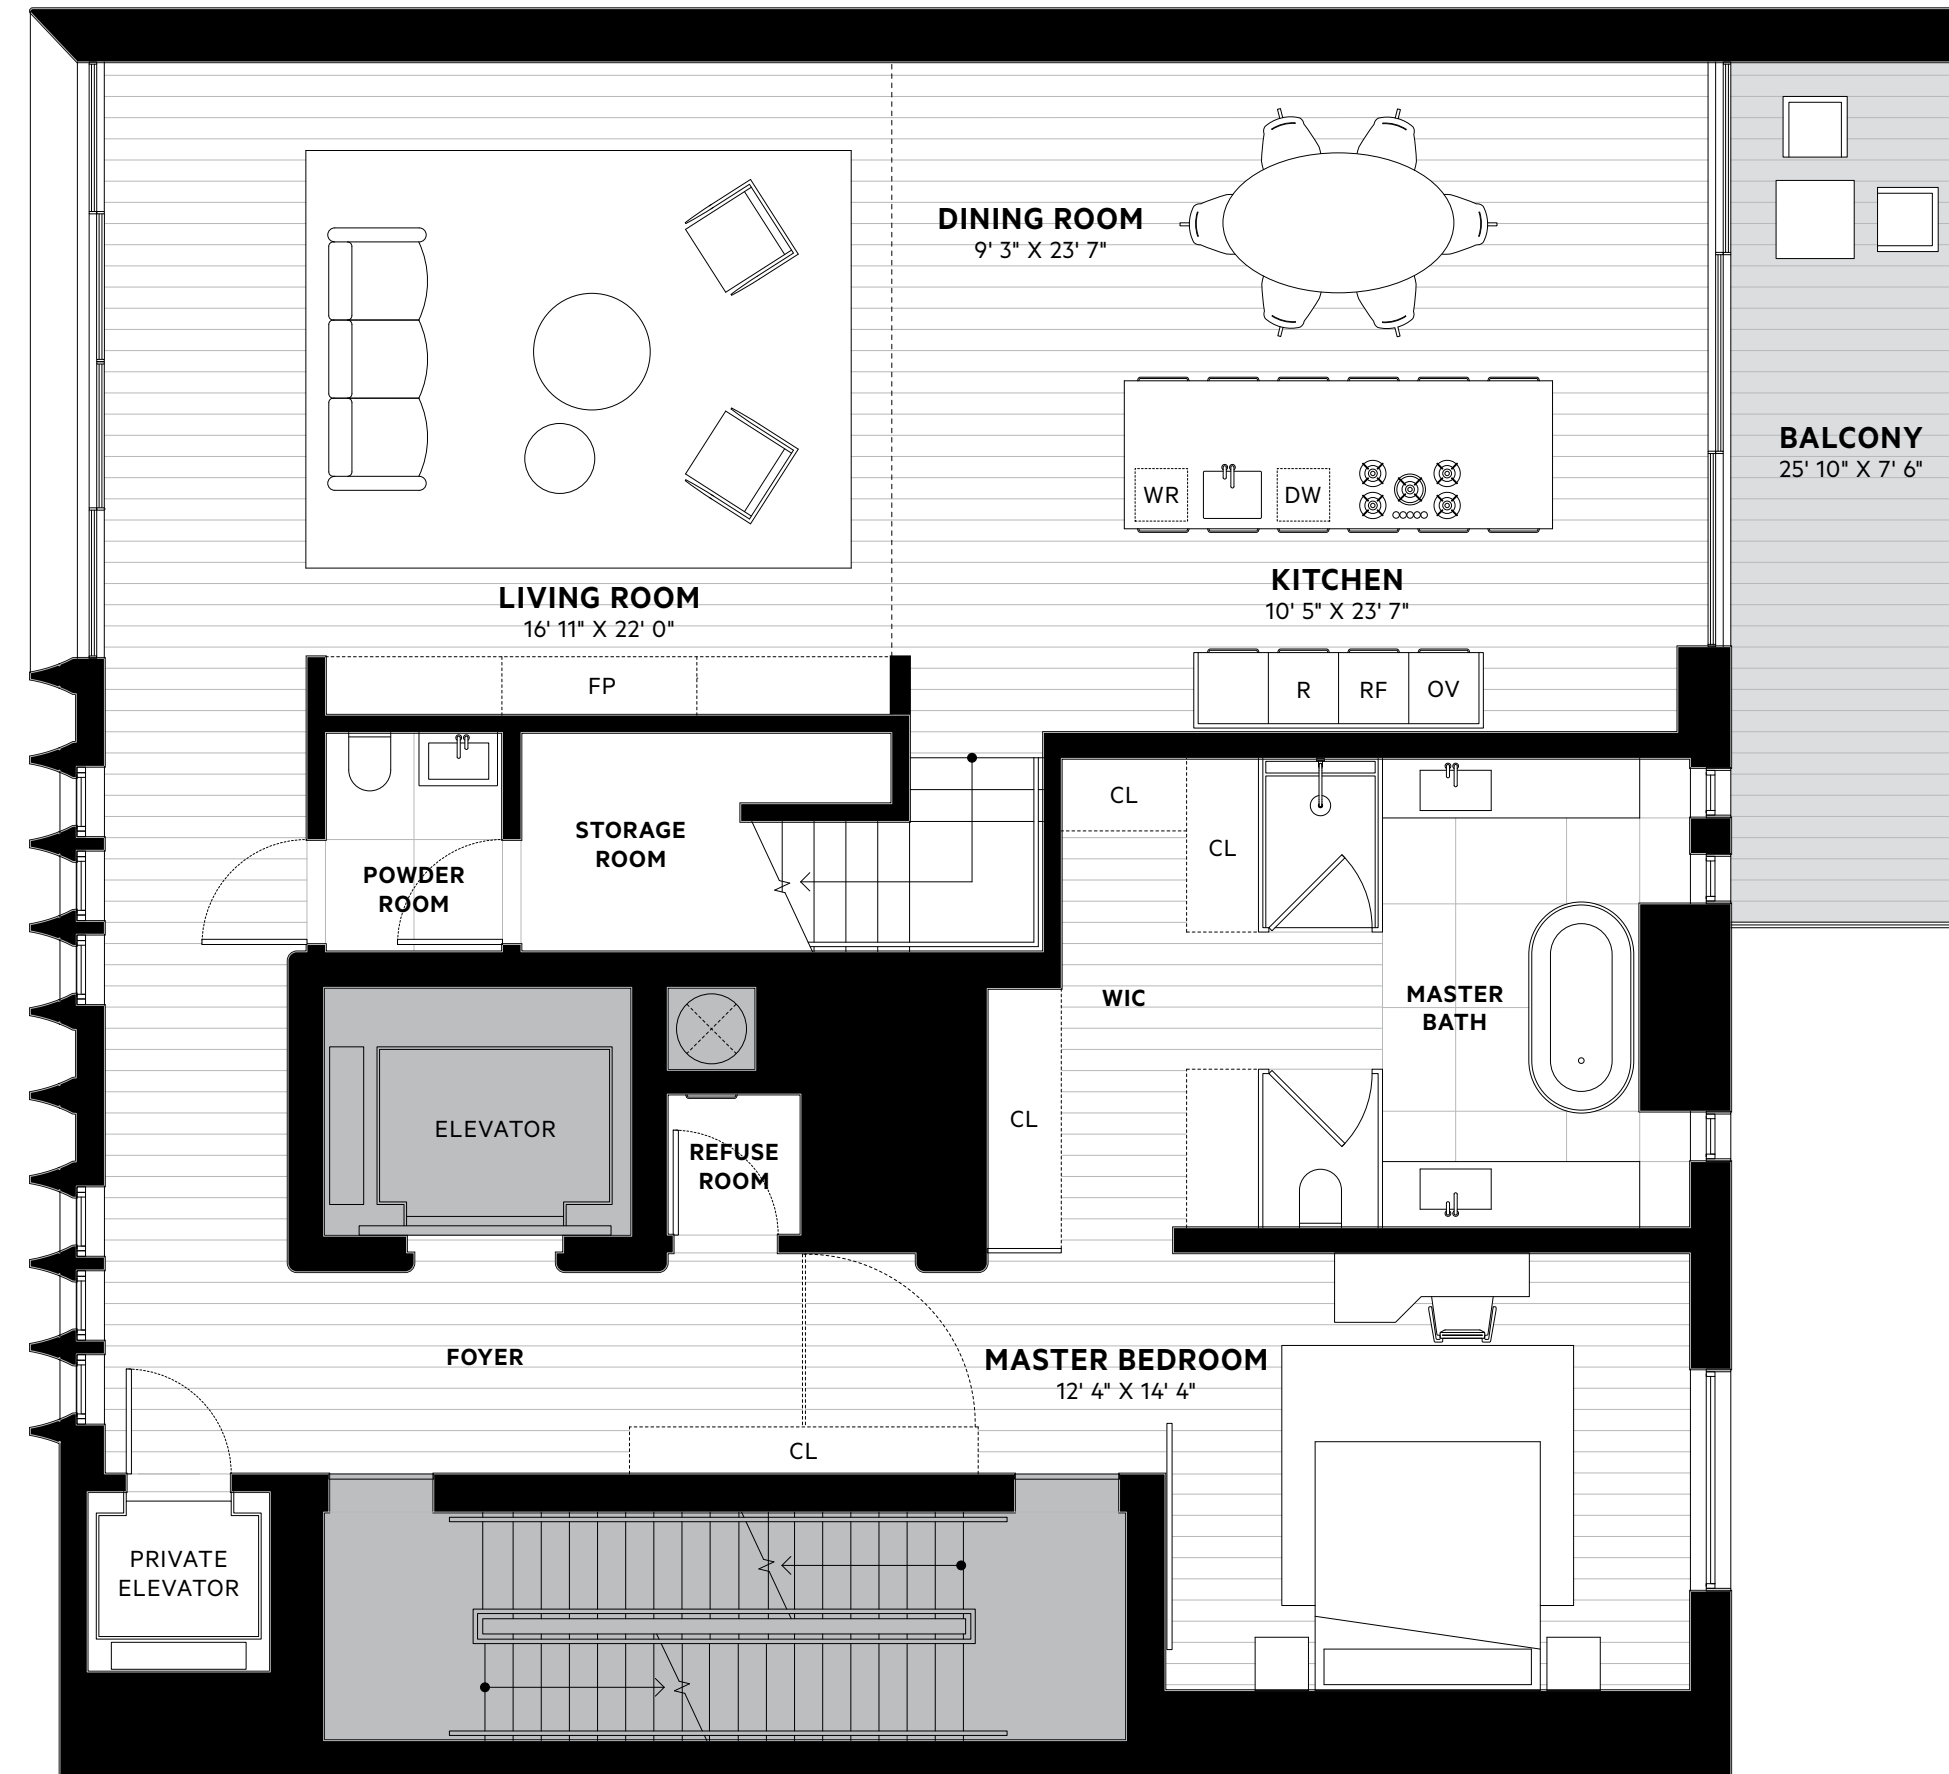 DINING ROOM
9' 3" X 23' 7"
BALCONY
25' 10" X 7' 6"
WR
DW
KITCHEN
10' 5" X 23' 7"
LIVING ROOM
16' 11" X 22' 0"
FP
R
RF
OV
CL
CL
STORAGE
ROOM
POWDER
ROOM
WIC
MASTER
BATH
CL
ELEVATOR
REFUSE
ROOM
FOYER
MASTER BEDROOM
12' 4" X 14' 4"
CL
PRIVATE
ELEVATOR